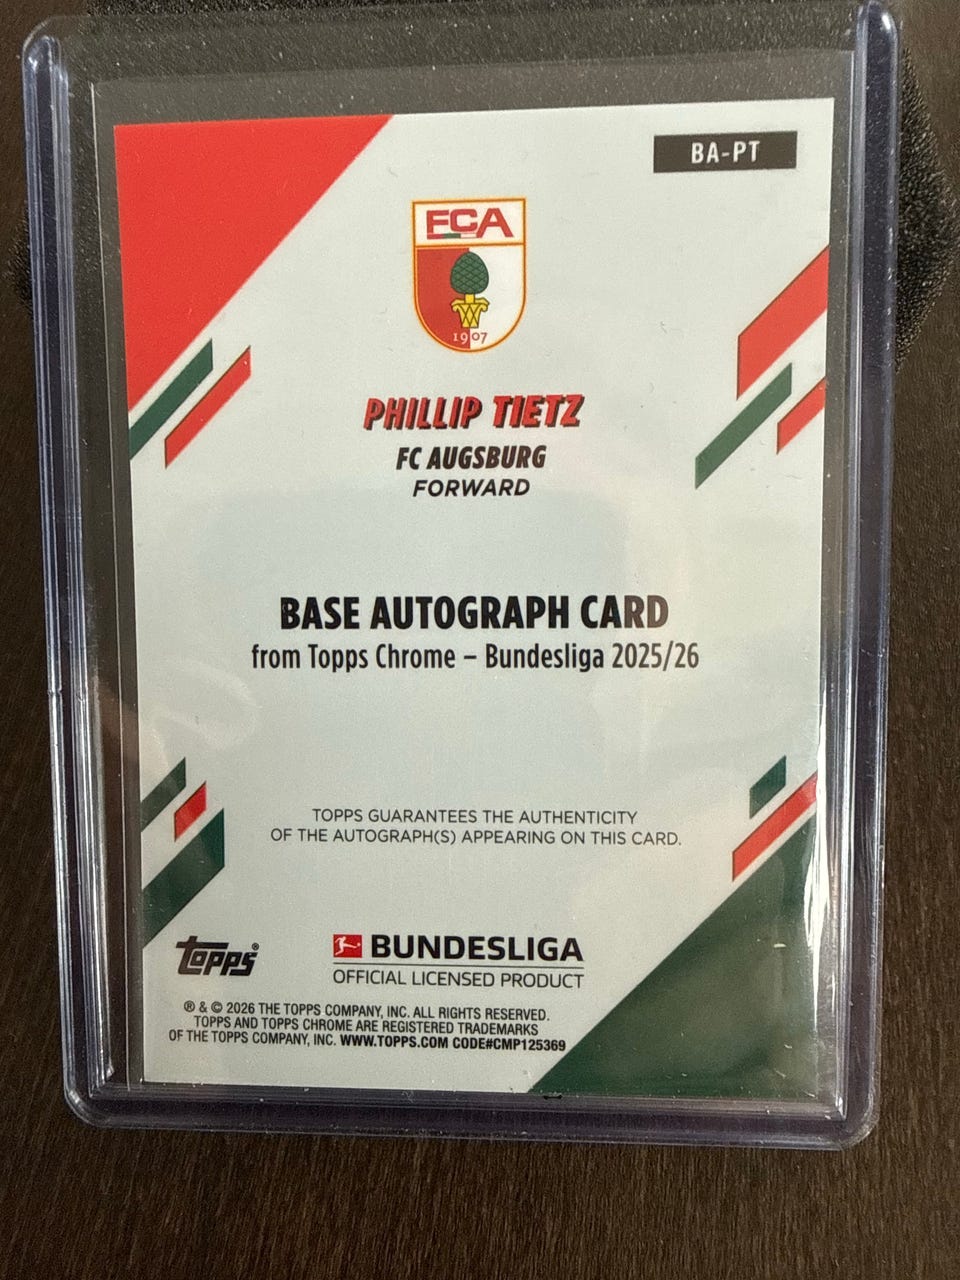 BA-PT
FCA
1907
PHILLIP TIETZ
FC AUGSBURG
FORWARD
BASE AUTOGRAPH CARD
from Topps Chrome – Bundesliga 2025/26
TOPPS GUARANTEES THE AUTHENTICITY
OF THE AUTOGRAPH(S) APPEARING ON THIS CARD.
Topps®
BUNDESLIGA
OFFICIAL LICENSED PRODUCT
® & © 2026 THE TOPPS COMPANY, INC. ALL RIGHTS RESERVED.
TOPPS AND TOPPS CHROME ARE REGISTERED TRADEMARKS
OF THE TOPPS COMPANY, INC. WWW.TOPPS.COM CODE#CMP125369